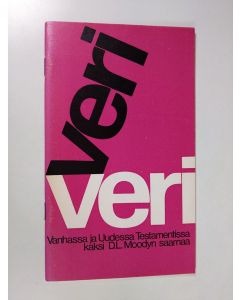 veri
veri
Vanhassa ja Uudessa Testamentissa
kaksi D.L. Moodyn saarnaa